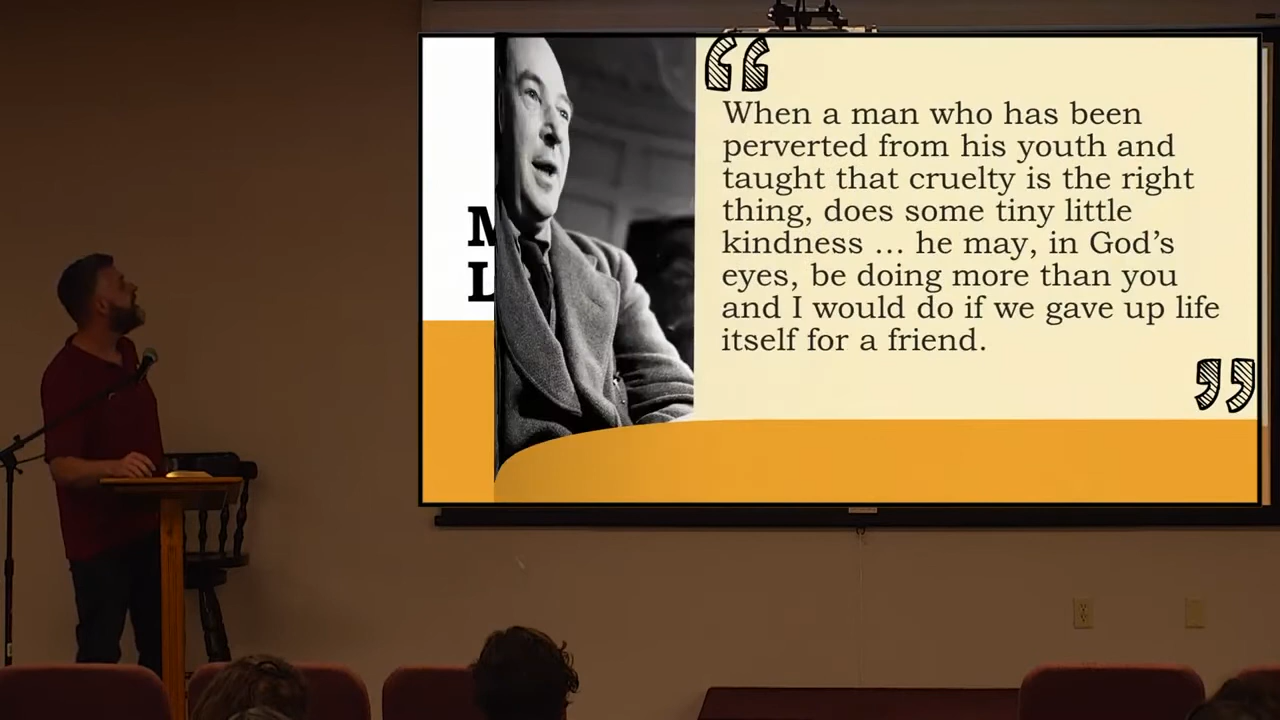 M
L
“
When a man who has been
perverted from his youth and
taught that cruelty is the right
thing, does some tiny little
kindness … he may, in God’s
eyes, be doing more than you
and I would do if we gave up life
itself for a friend.
”